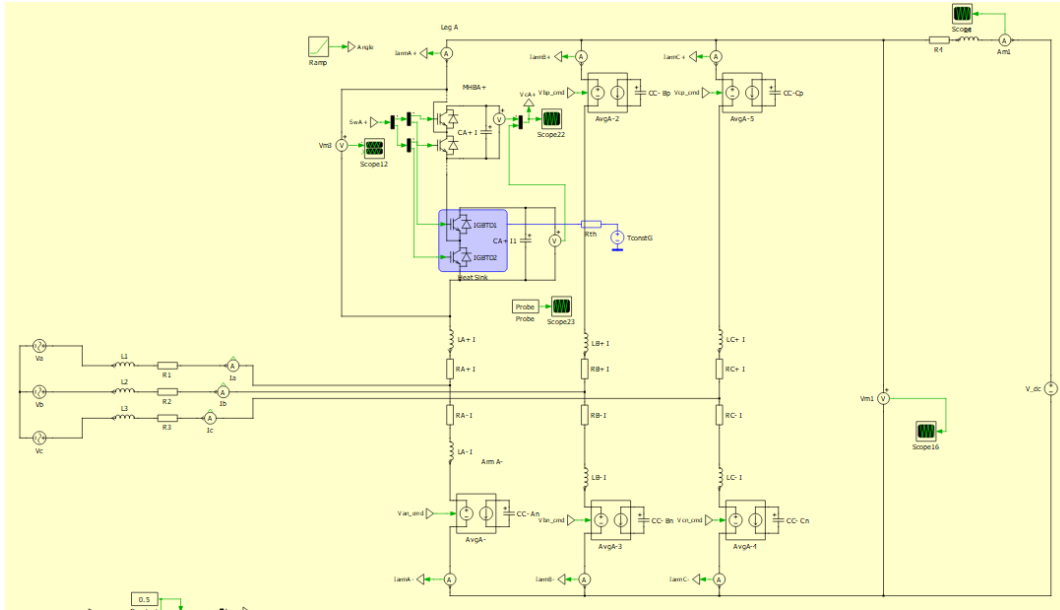 Leg A
Scope
Ramp
Angle
IarmA+
IarmB+
IarmC+
R4
Am1
MHBA+
VcA+
CA+ I
Scope22
Vbp_cmd
CC- Bp
AvgA-2
Vcp_cmd
CC-Cp
AvgA-5
SwA+
Vm3
Scope12
IGBTD1
CA+ I1
IGBTD2
Heat Sink
Rth
TconstG
Probe
Probe
Scope23
LA+ I
LB+ I
LC+ I
Va
L1
R1
Ia
RA+ I
RB+ I
RC+ I
Vb
L2
R2
Ib
Vm1
V_dc
Vc
L3
R3
Ic
RA-I
RB-I
RC- I
Scope16
LA-I
Arm A-
LB-I
LC- I
Van_cmd
CC- An
AvgA-
Vbn_cmd
CC- Bn
AvgA-3
Vcn_cmd
CC- Cn
AvgA-4
IarmA-
IarmB-
IarmC-
0.5